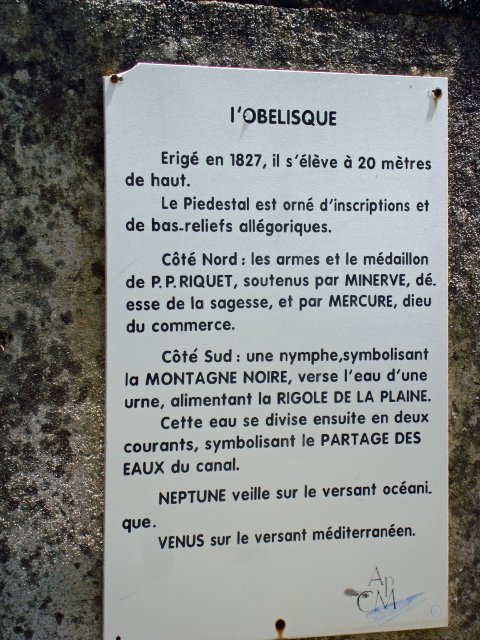 l'OBELISQUE
Erigé en 1827, il s'élève à 20 mètres
de haut.
Le Piedestal est orné d'inscriptions et
de bas-reliefs allégoriques.
Côté Nord : les armes et le médaillon
de P.P.RIQUET, soutenus par MINERVE, dé-
esse de la sagesse, et par MERCURE, dieu
du commerce.
Côté Sud : une nymphe,symbolisant
la MONTAGNE NOIRE, verse l'eau d'une
urne, alimentant la RIGOLE DE LA PLAINE.
Cette eau se divise ensuite en deux
courants, symbolisant le PARTAGE DES
EAUX du canal.
NEPTUNE veille sur le versant océani-
que.
VENUS sur le versant méditerranéen.